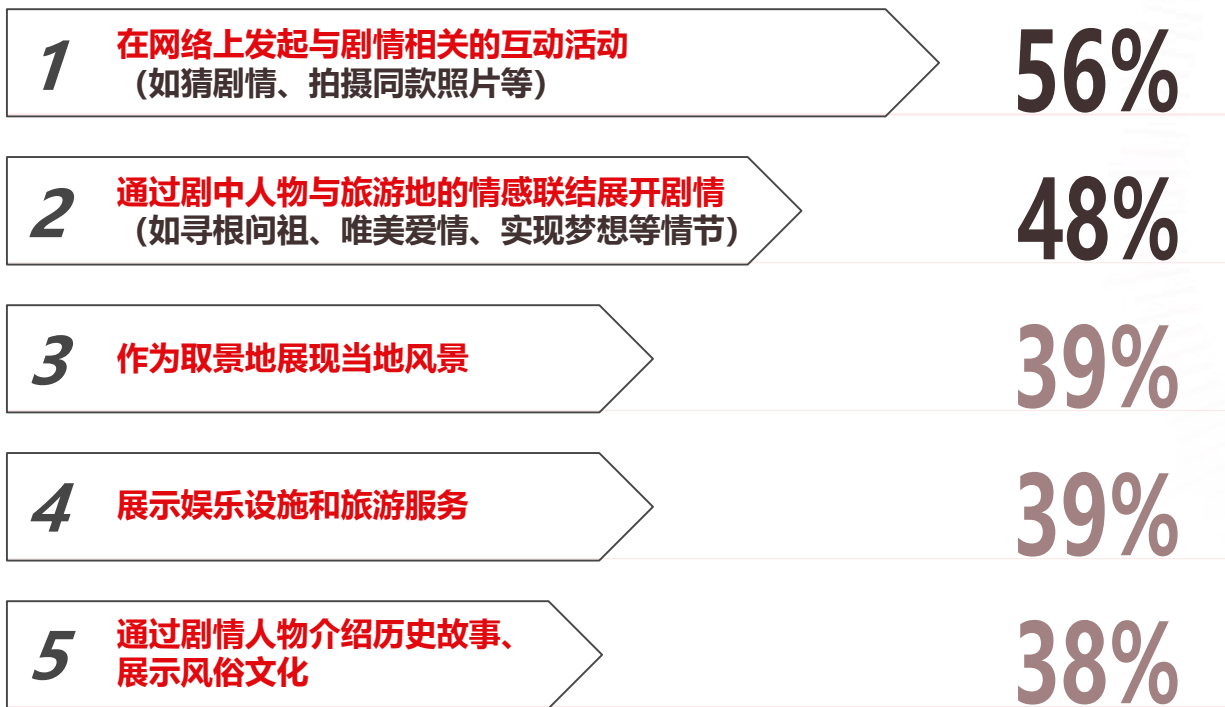 1
在网络上发起与剧情相关的互动活动
（如猜剧情、拍摄同款照片等）
56%
2
通过剧中人物与旅游地的情感联结展开剧情
（如寻根问祖、唯美爱情、实现梦想等情节）
48%
3
作为取景地展现当地风景
39%
4
展示娱乐设施和旅游服务
39%
5
通过剧情人物介绍历史故事、
展示风俗文化
38%